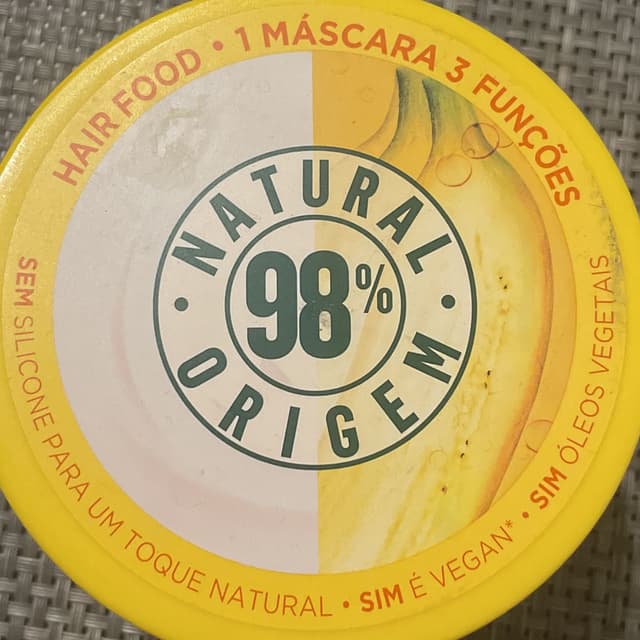 HAIR FOOD • 1 MÁSCARA 3 FUNÇÕES
NATURAL
98%
ORIGEM
SEM SILICONE PARA UM TOQUE NATURAL • SIM É VEGAN* • SIM ÓLEOS VEGETAIS